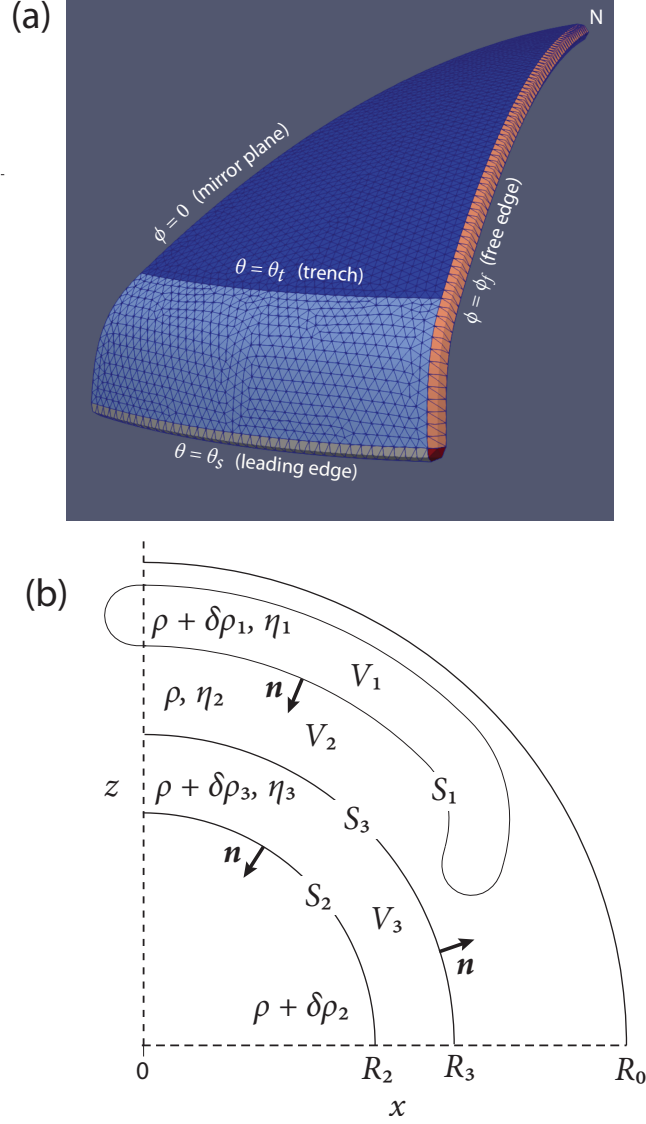 (a)
N
ϕ = 0 (mirror plane)
θ = θₜ (trench)
ϕ = ϕ_f (free edge)
θ = θₛ (leading edge)
(b)
ρ + δρ₁, η₁
V₁
n
ρ, η₂
V₂
z
ρ + δρ₃, η₃
S₁
S₃
n
S₂
V₃
n
ρ + δρ₂
0
R₂
R₃
R₀
x